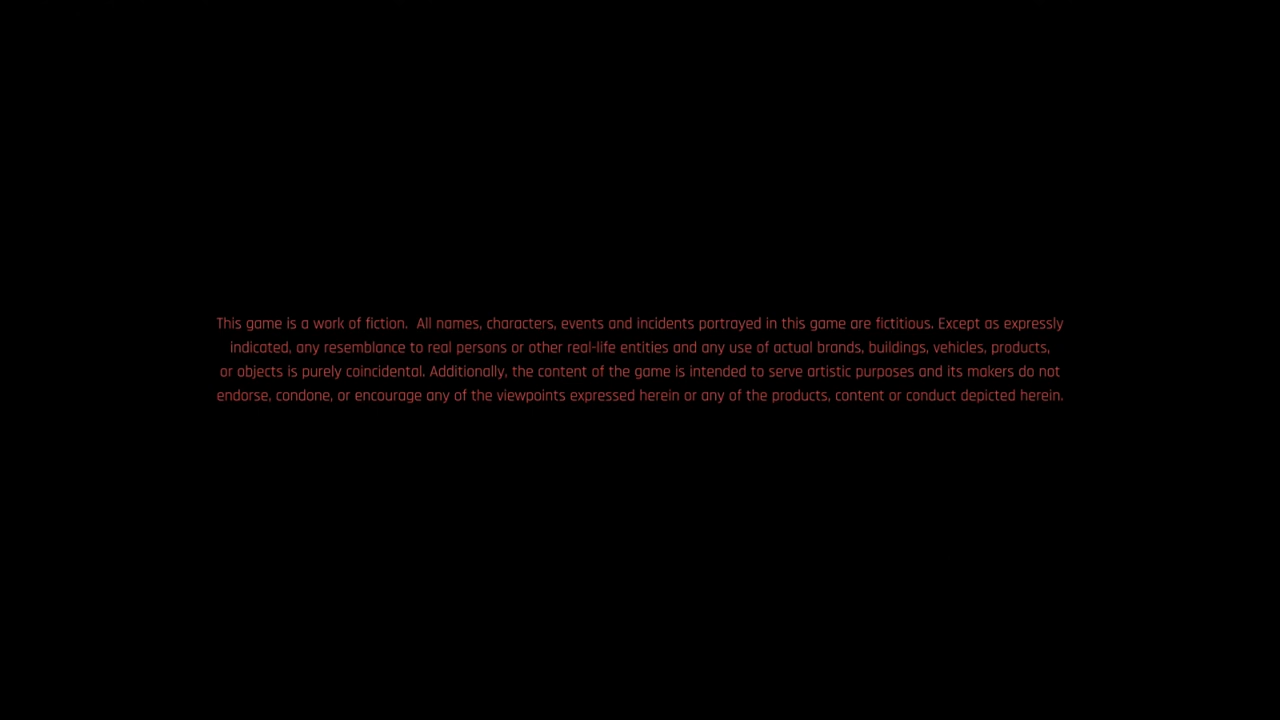 This game is a work of fiction.  All names, characters, events and incidents portrayed in this game are fictitious. Except as expressly
indicated, any resemblance to real persons or other real-life entities and any use of actual brands, buildings, vehicles, products,
or objects is purely coincidental. Additionally, the content of the game is intended to serve artistic purposes and its makers do not
endorse, condone, or encourage any of the viewpoints expressed herein or any of the products, content or conduct depicted herein.